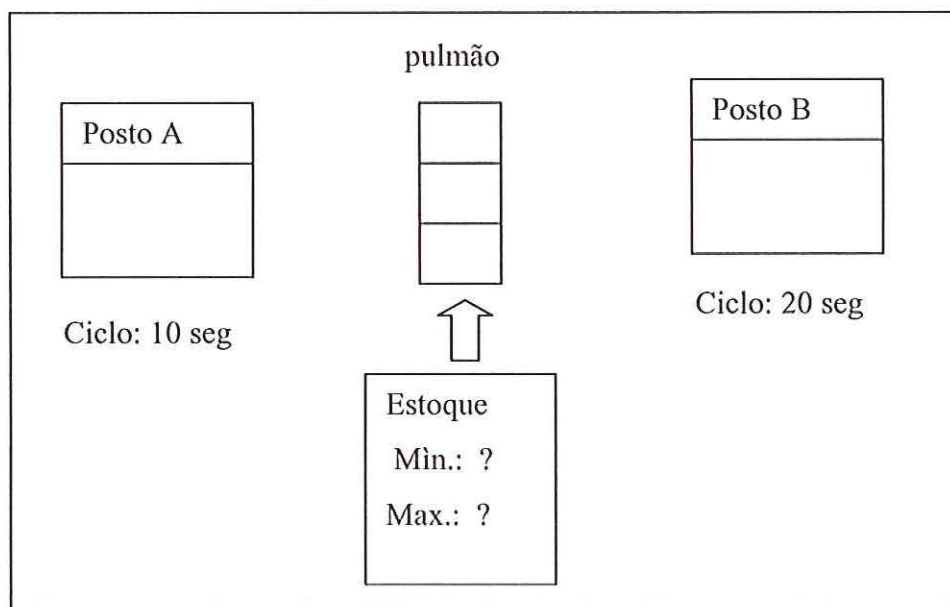 pulmão
Posto A
Posto B
Ciclo: 10 seg
Ciclo: 20 seg
Estoque
Mìn.: ?
Max.: ?